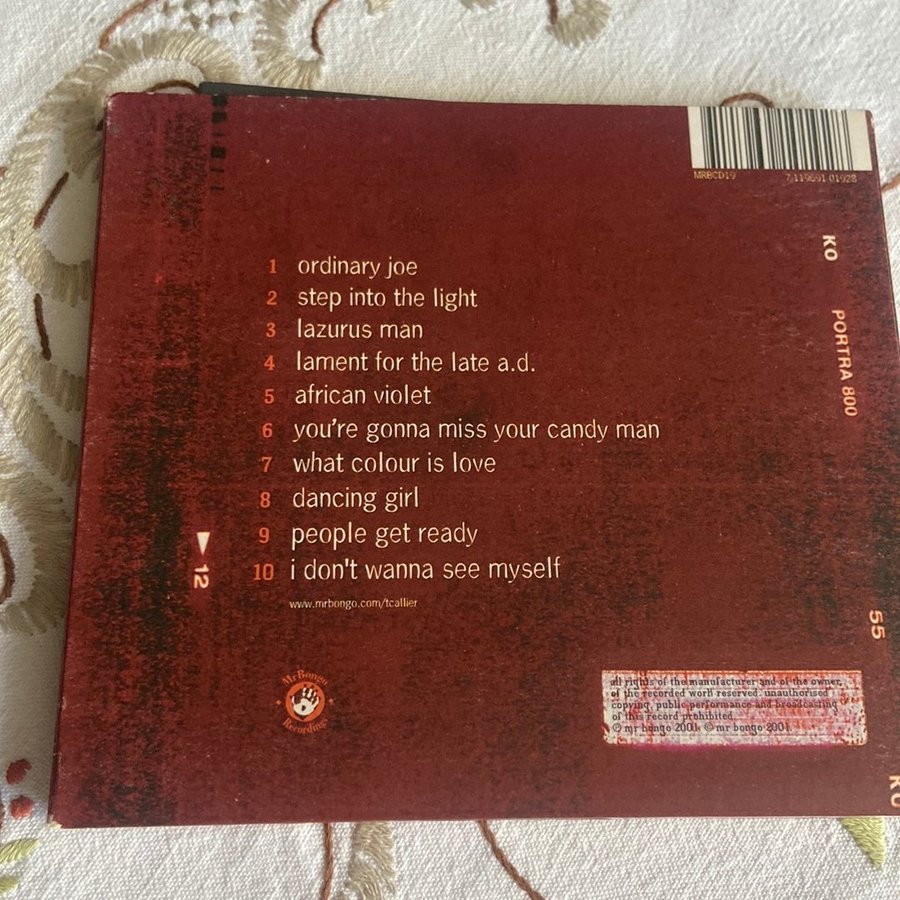 MRBCD19 7 119691 01928
KO
PORTRA 800
1 ordinary joe
2 step into the light
3 lazurus man
4 lament for the late a.d.
5 african violet
6 you're gonna miss your candy man
7 what colour is love
8 dancing girl
9 people get ready
10 i don't wanna see myself
www.mrbongo.com/tcallier
12
55
Mr Bongo
Recordings
all rights of the manufacturer and of the owner,
of the recorded work reserved. unauthorised
copying, public performance and broadcasting
of this record prohibited.
℗ mr bongo 2001. © mr bongo 2001.
KO